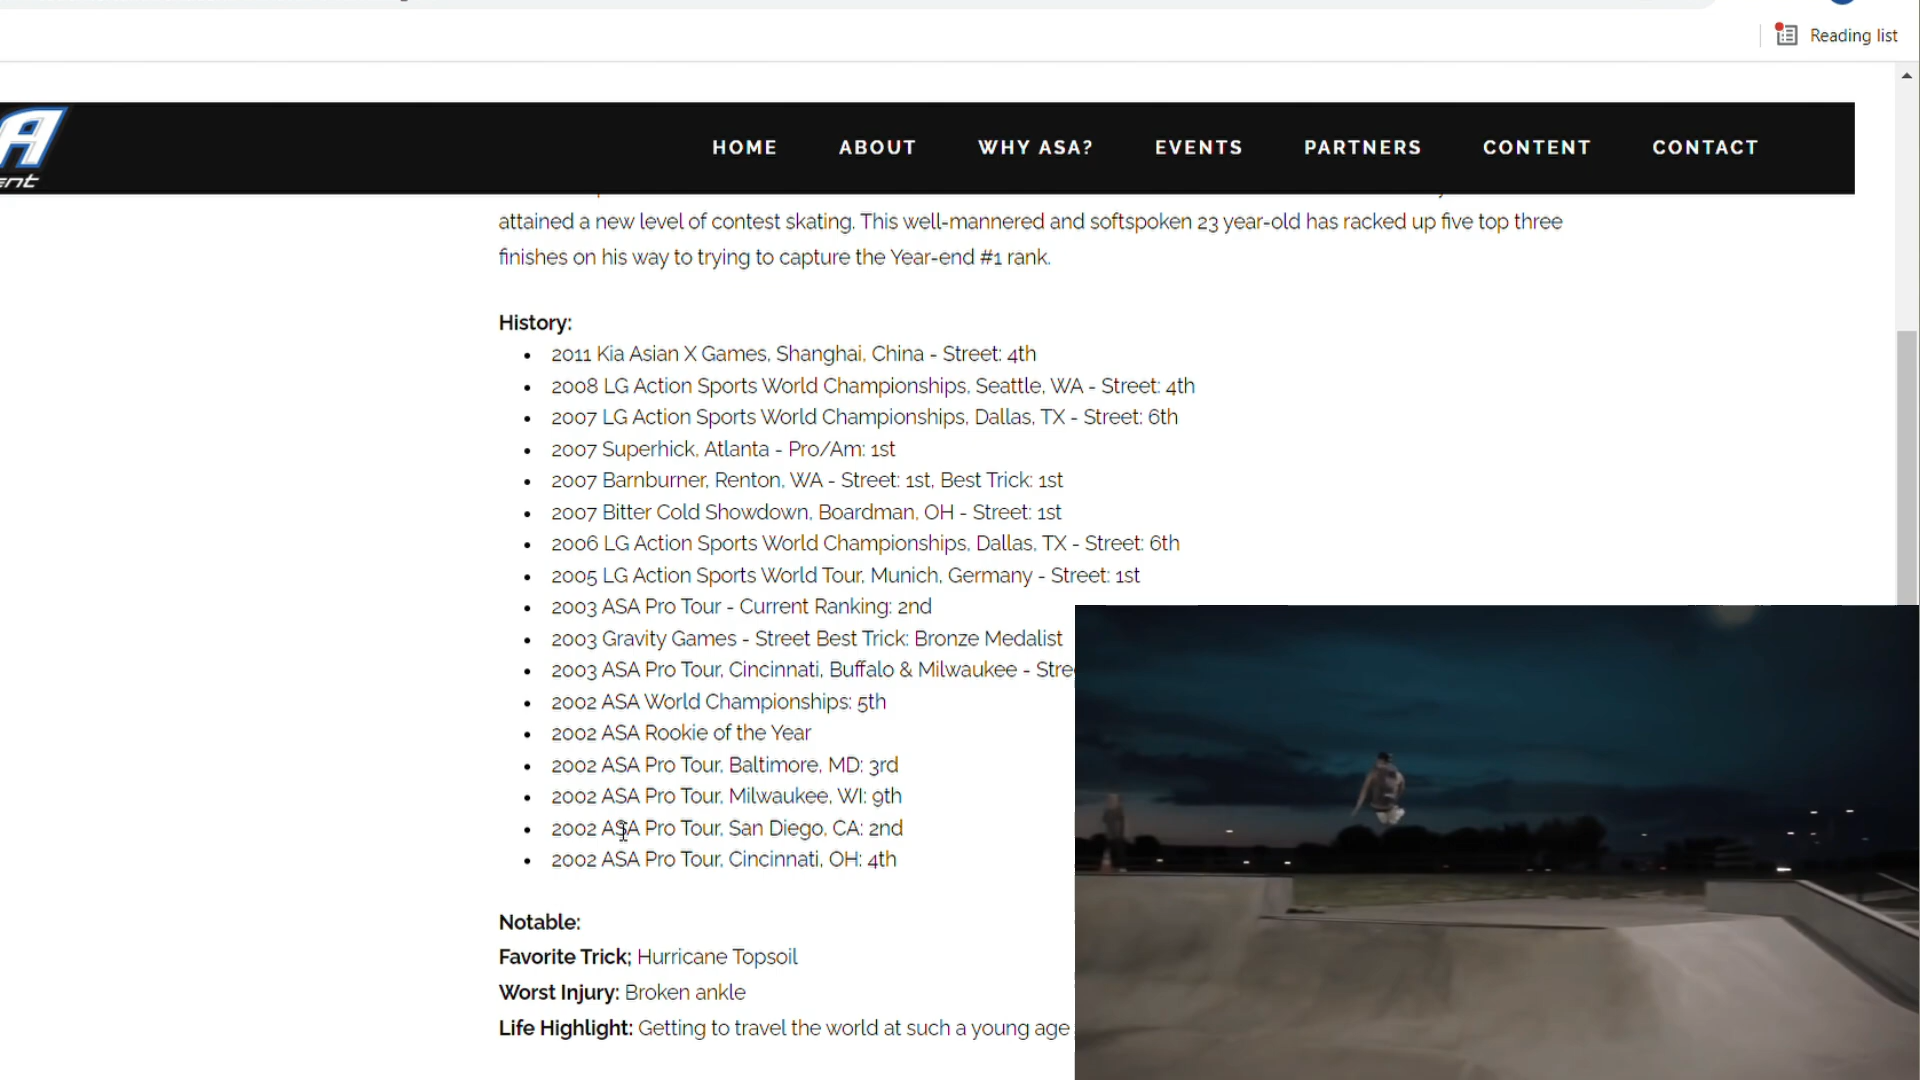 Reading list
A
ent
HOME ABOUT WHY ASA? EVENTS PARTNERS CONTENT CONTACT
attained a new level of contest skating. This well-mannered and softspoken 23 year-old has racked up five top three
finishes on his way to trying to capture the Year-end #1 rank.
History:
• 2011 Kia Asian X Games, Shanghai, China - Street: 4th
• 2008 LG Action Sports World Championships, Seattle, WA - Street: 4th
• 2007 LG Action Sports World Championships, Dallas, TX - Street: 6th
• 2007 Superhick, Atlanta - Pro/Am: 1st
• 2007 Barnburner, Renton, WA - Street: 1st, Best Trick: 1st
• 2007 Bitter Cold Showdown, Boardman, OH - Street: 1st
• 2006 LG Action Sports World Championships, Dallas, TX - Street: 6th
• 2005 LG Action Sports World Tour, Munich, Germany - Street: 1st
• 2003 ASA Pro Tour - Current Ranking: 2nd
• 2003 Gravity Games - Street Best Trick: Bronze Medalist
• 2003 ASA Pro Tour, Cincinnati, Buffalo & Milwaukee - Stre
• 2002 ASA World Championships: 5th
• 2002 ASA Rookie of the Year
• 2002 ASA Pro Tour, Baltimore, MD: 3rd
• 2002 ASA Pro Tour, Milwaukee, WI: 9th
• 2002 ASA Pro Tour, San Diego, CA: 2nd
• 2002 ASA Pro Tour, Cincinnati, OH: 4th
Notable:
Favorite Trick; Hurricane Topsoil
Worst Injury: Broken ankle
Life Highlight: Getting to travel the world at such a young age